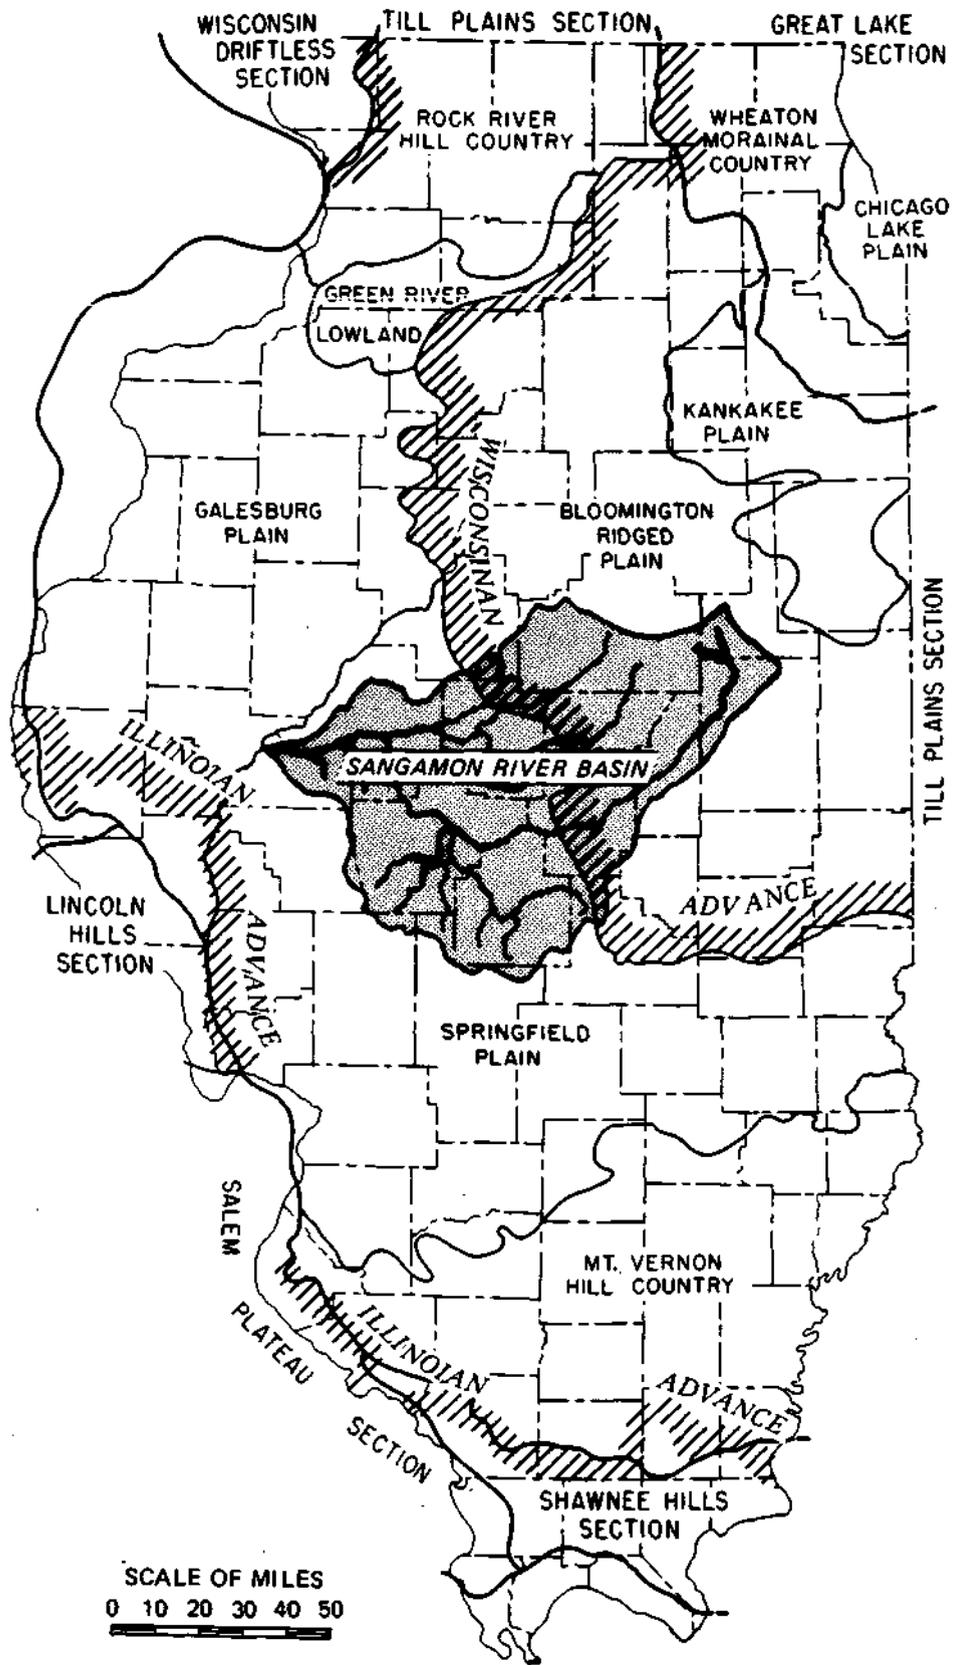 WISCONSIN
DRIFTLESS
SECTION
TILL PLAINS SECTION
GREAT LAKE
SECTION
ROCK RIVER
HILL COUNTRY
WHEATON
MORAINAL
COUNTRY
CHICAGO
LAKE
PLAIN
GREEN RIVER
LOWLAND
KANKAKEE
PLAIN
WISCONSINAN
GALESBURG
PLAIN
BLOOMINGTON
RIDGED
PLAIN
TILL PLAINS SECTION
ILLINOIAN
SANGAMON RIVER BASIN
ADVANCE
LINCOLN
HILLS
SECTION
ADVANCE
SPRINGFIELD
PLAIN
SALEM
PLATEAU
SECTION
MT. VERNON
HILL COUNTRY
ILLINOIAN
ADVANCE
SHAWNEE HILLS
SECTION
SCALE OF MILES
0 10 20 30 40 50